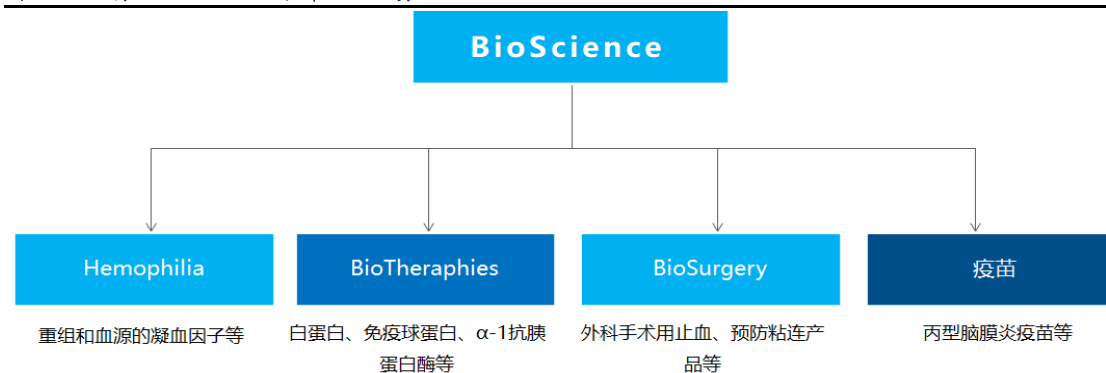 BioScience
Hemophilia
BioTheraphies
BioSurgery
疫苗
重组和血源的凝血因子等
白蛋白、免疫球蛋白、α-1抗胰
蛋白酶等
外科手术用止血、预防粘连产
品等
丙型脑膜炎疫苗等